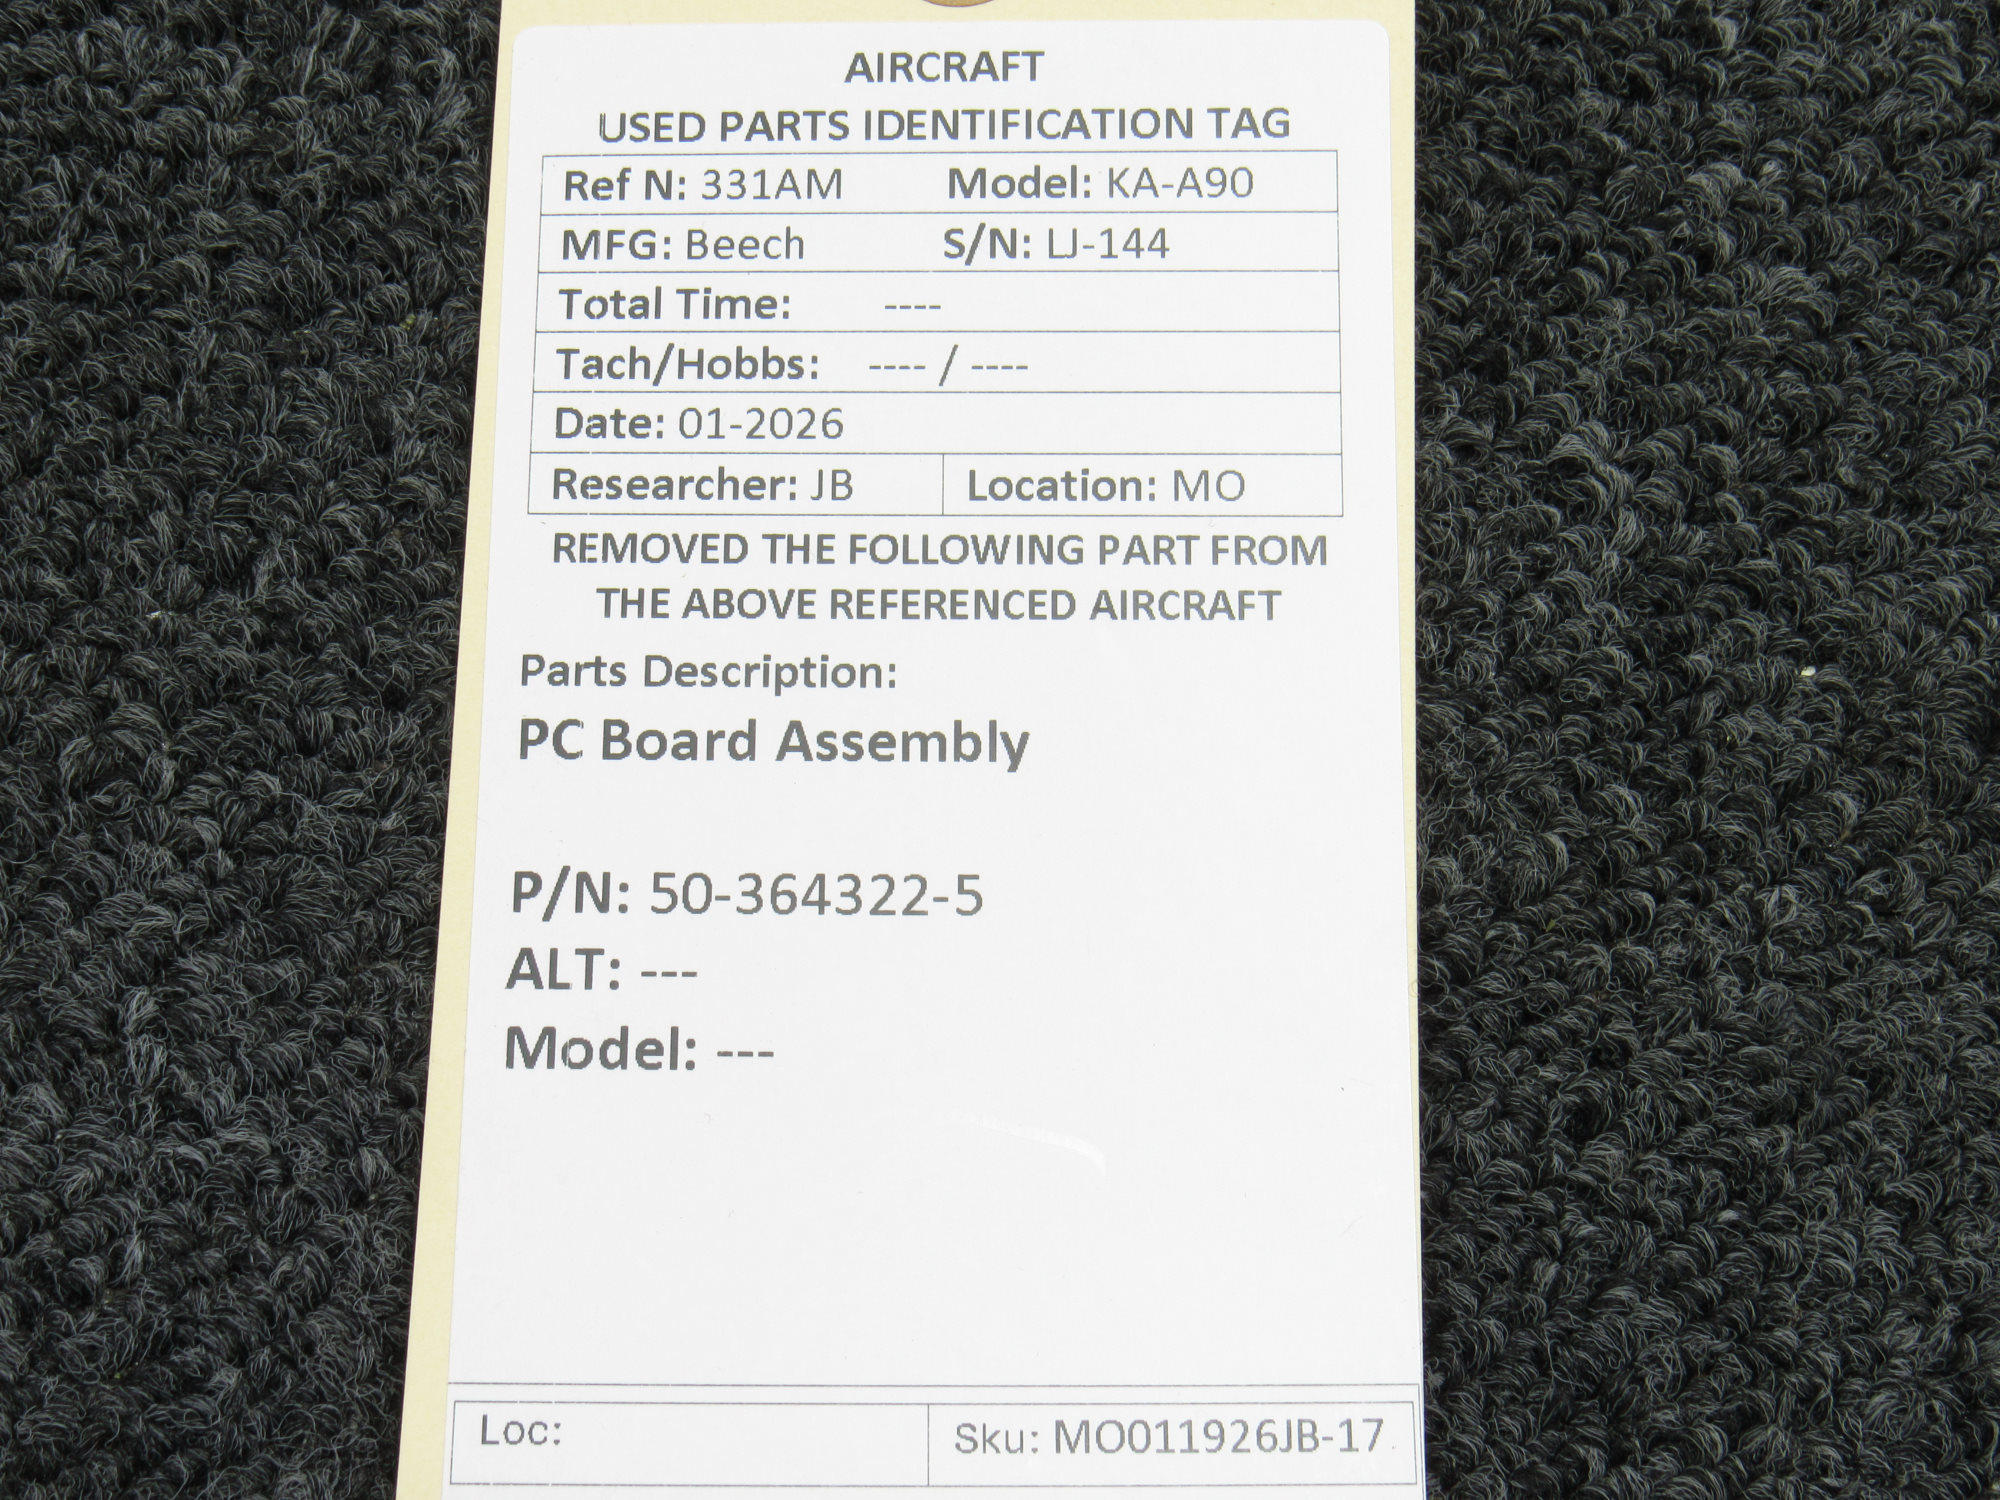 AIRCRAFT
USED PARTS IDENTIFICATION TAG
Ref N: 331AM Model: KA-A90
MFG: Beech S/N: LJ-144
Total Time: ----
Tach/Hobbs: ---- / ----
Date: 01-2026
Researcher: JB Location: MO
REMOVED THE FOLLOWING PART FROM
THE ABOVE REFERENCED AIRCRAFT
Parts Description:
PC Board Assembly
P/N: 50-364322-5
ALT: ---
Model: ---
Loc: Sku: MO011926JB-17